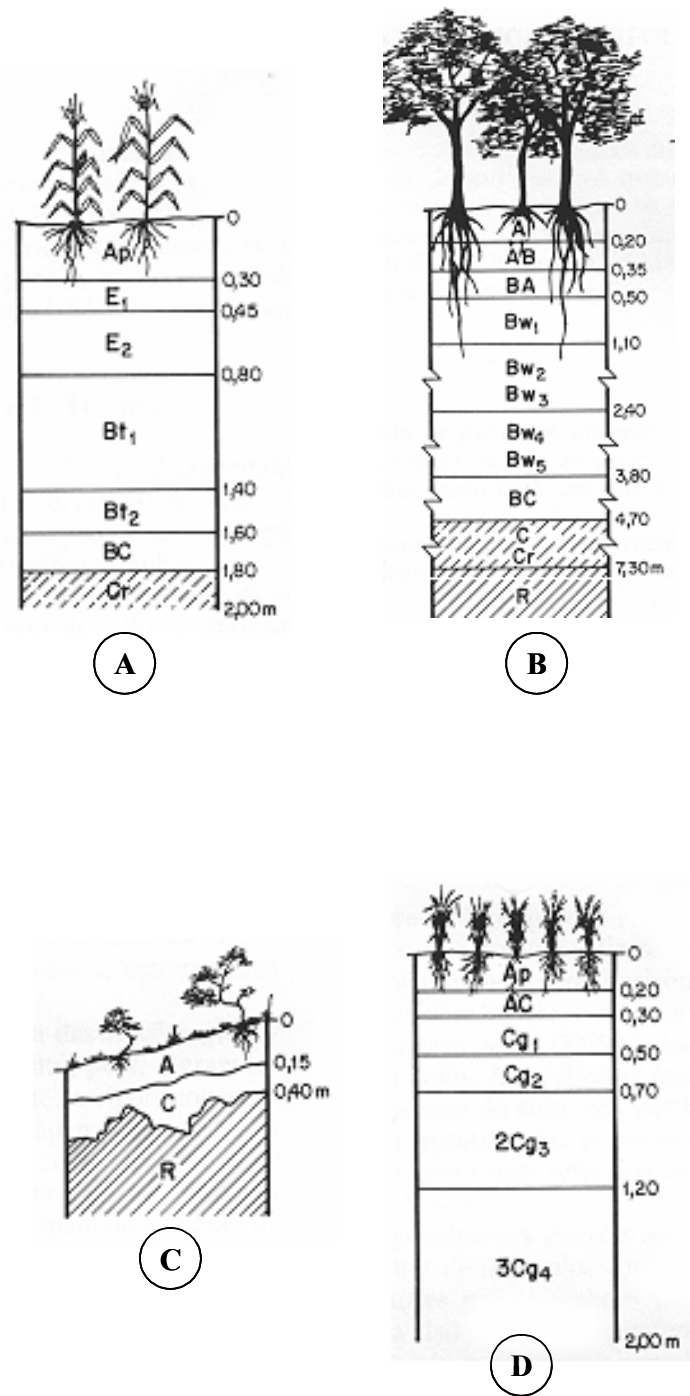 0
Ap
0,30
E1
0,45
E2
0,80
Bt1
1,40
Bt2
1,60
BC
1,80
Cr
2,00m
A
0
A
0,20
AB
0,35
BA
0,50
Bw1
1,10
Bw2
Bw3
2,40
Bw4
Bw5
3,80
BC
4,70
C
Cr
7,30m
R
B
0
A
0,15
C
0,40m
R
C
0
Ap
0,20
AC
0,30
Cg1
0,50
Cg2
0,70
2Cg3
1,20
3Cg4
2,00m
D